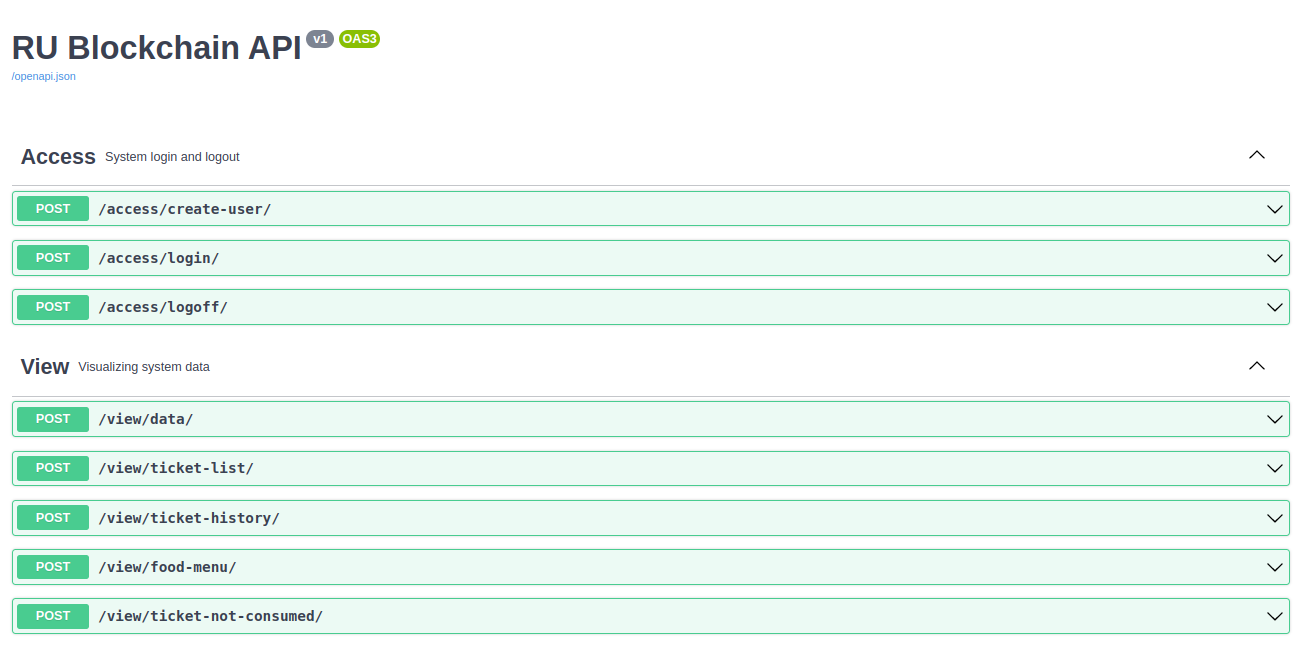 RU Blockchain API v1 OAS3
/openapi.json
Access System login and logout
POST /access/create-user/
POST /access/login/
POST /access/logoff/
View Visualizing system data
POST /view/data/
POST /view/ticket-list/
POST /view/ticket-history/
POST /view/food-menu/
POST /view/ticket-not-consumed/